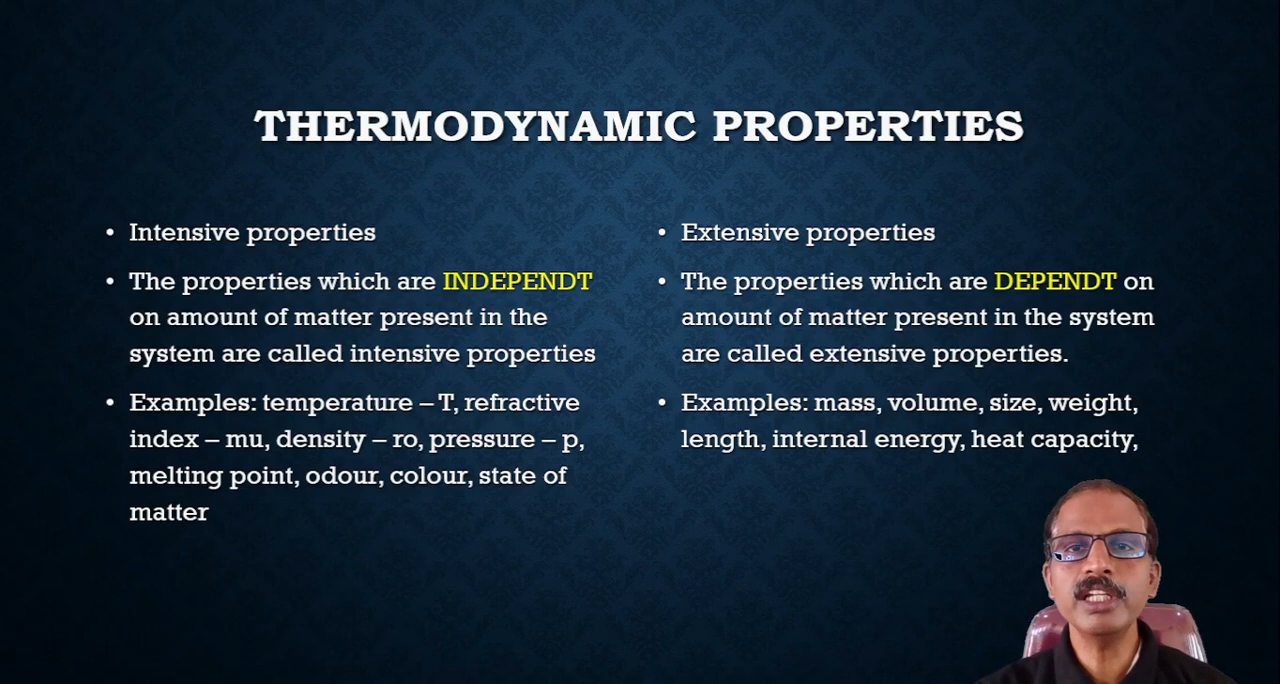 THERMODYNAMIC PROPERTIES
• Intensive properties
• The properties which are INDEPENDT
on amount of matter present in the
system are called intensive properties
• Examples: temperature – T, refractive
index – mu, density – ro, pressure – p,
melting point, odour, colour, state of
matter
• Extensive properties
• The properties which are DEPENDT on
amount of matter present in the system
are called extensive properties.
• Examples: mass, volume, size, weight,
length, internal energy, heat capacity,